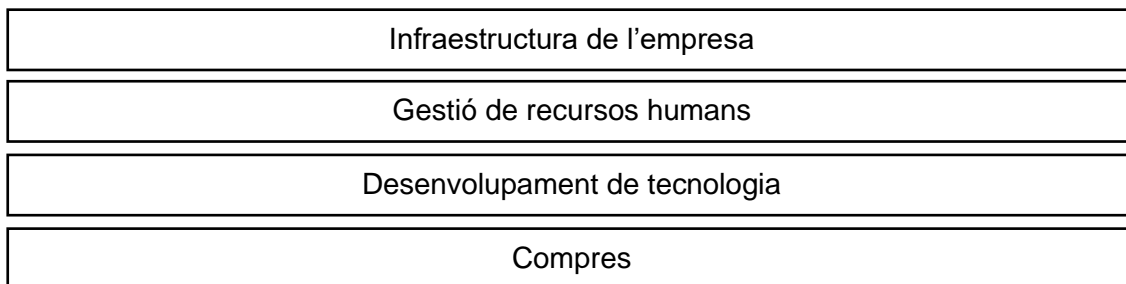 Infraestructura de l’empresa
Gestió de recursos humans
Desenvolupament de tecnologia
Compres